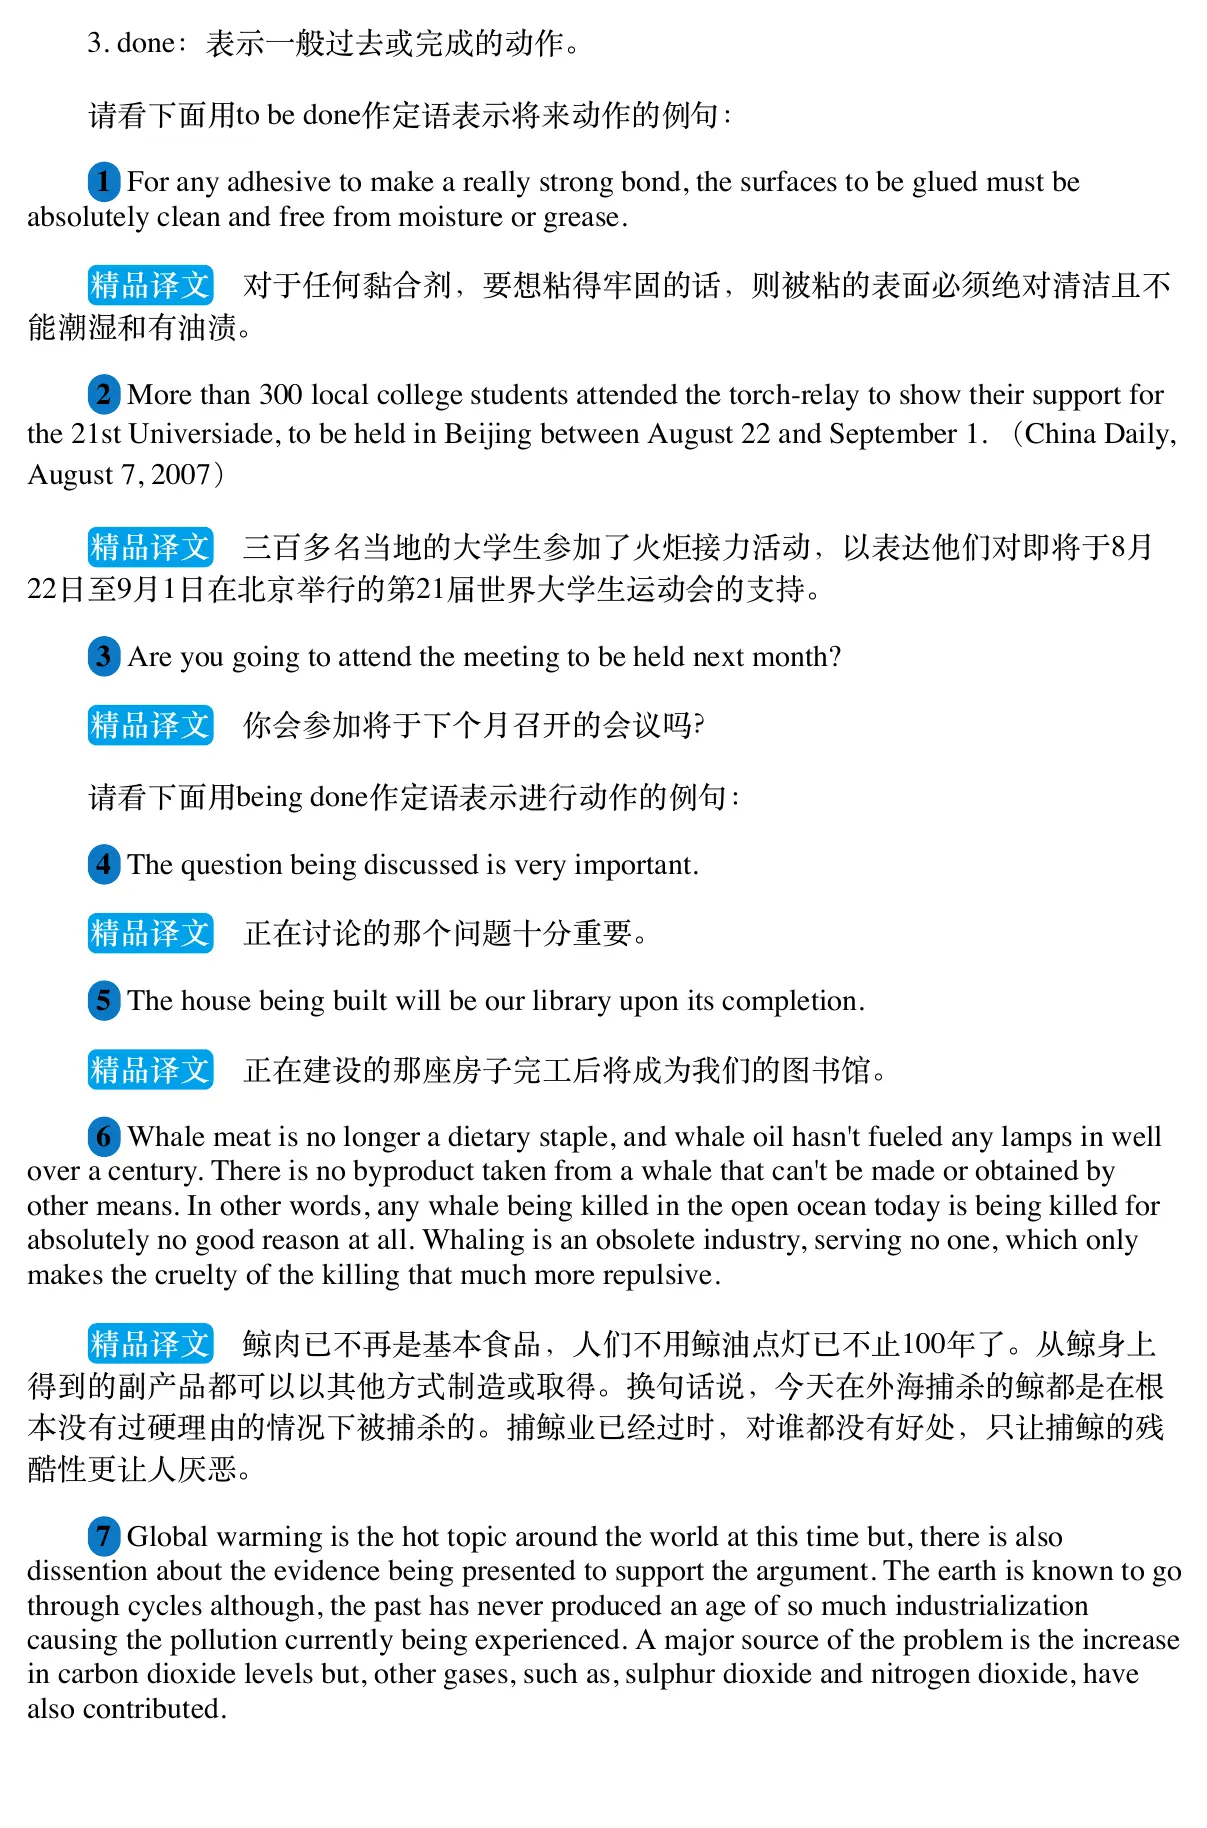 3. done：表示一般过去或完成的动作。
请看下面用to be done作定语表示将来动作的例句：
1 For any adhesive to make a really strong bond, the surfaces to be glued must be
absolutely clean and free from moisture or grease.
精品译文 对于任何黏合剂，要想粘得牢固的话，则被粘的表面必须绝对清洁且不
能潮湿和有油渍。
2 More than 300 local college students attended the torch-relay to show their support for
the 21st Universiade, to be held in Beijing between August 22 and September 1.（China Daily,
August 7, 2007）
精品译文 三百多名当地的大学生参加了火炬接力活动，以表达他们对即将于8月
22日至9月1日在北京举行的第21届世界大学生运动会的支持。
3 Are you going to attend the meeting to be held next month?
精品译文 你会参加将于下个月召开的会议吗?
请看下面用being done作定语表示进行动作的例句：
4 The question being discussed is very important.
精品译文 正在讨论的那个问题十分重要。
5 The house being built will be our library upon its completion.
精品译文 正在建设的那座房子完工后将成为我们的图书馆。
6 Whale meat is no longer a dietary staple, and whale oil hasn't fueled any lamps in well
over a century. There is no byproduct taken from a whale that can't be made or obtained by
other means. In other words, any whale being killed in the open ocean today is being killed for
absolutely no good reason at all. Whaling is an obsolete industry, serving no one, which only
makes the cruelty of the killing that much more repulsive.
精品译文 鲸肉已不再是基本食品，人们不用鲸油点灯已不止100年了。从鲸身上
得到的副产品都可以以其他方式制造或取得。换句话说，今天在外海捕杀的鲸都是在根
本没有过硬理由的情况下被捕杀的。捕鲸业已经过时，对谁都没有好处，只让捕鲸的残
酷性更让人厌恶。
7 Global warming is the hot topic around the world at this time but, there is also
dissention about the evidence being presented to support the argument. The earth is known to go
through cycles although, the past has never produced an age of so much industrialization
causing the pollution currently being experienced. A major source of the problem is the increase
in carbon dioxide levels but, other gases, such as, sulphur dioxide and nitrogen dioxide, have
also contributed.